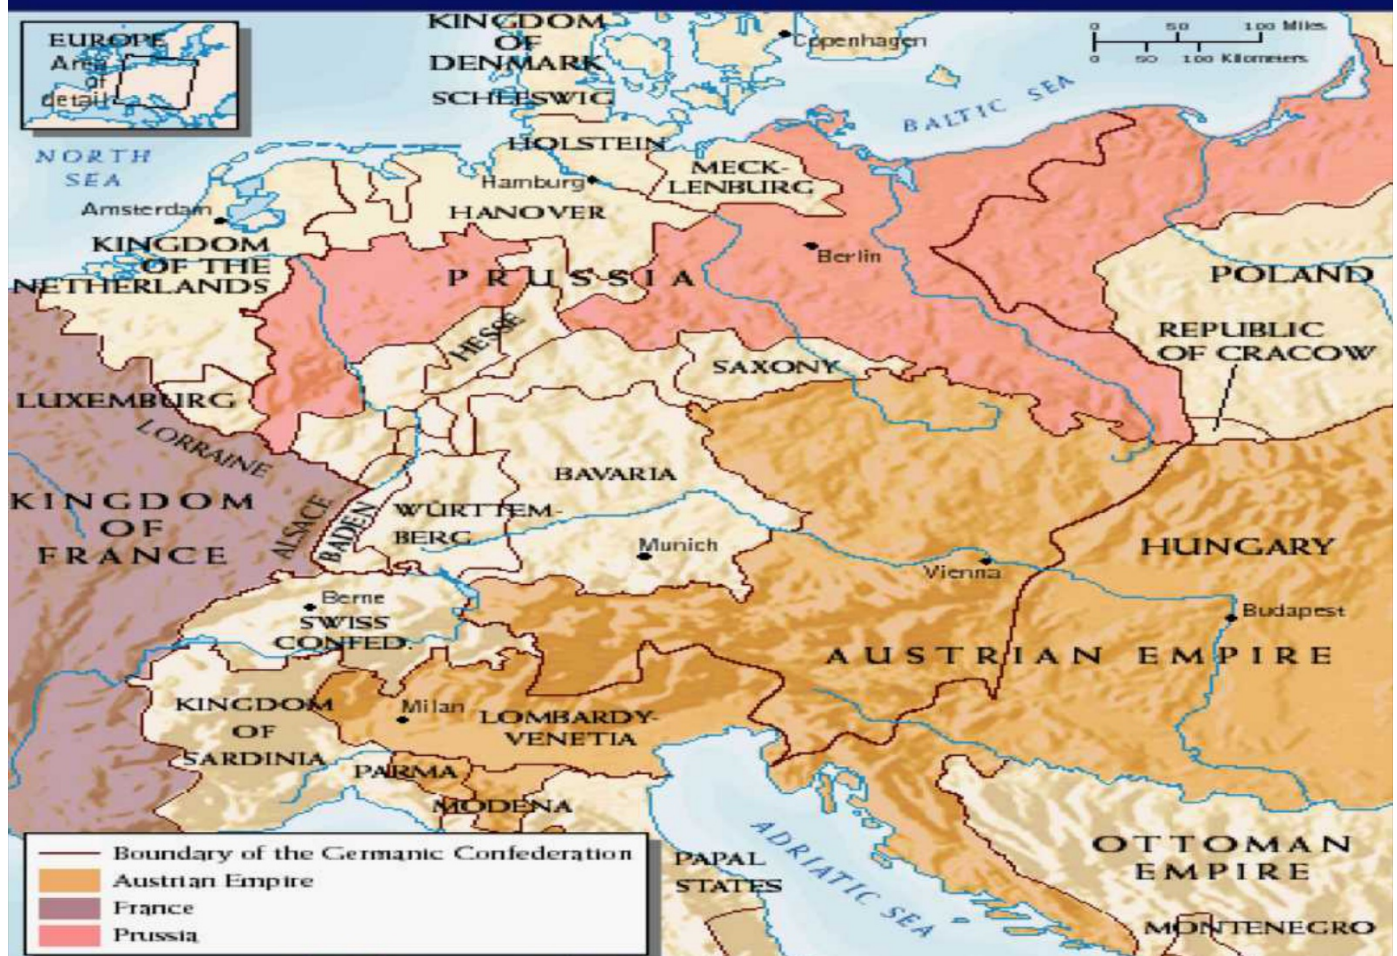 EUROPE
Area
of
detail
KINGDOM
OF
DENMARK
SCHLESWIG
Copenhagen
0 50 100 Miles
0 50 100 Kilometers
BALTIC SEA
NORTH
SEA
HOLSTEIN
Hamburg
MECK-
LENBURG
Amsterdam
HANOVER
KINGDOM
OF THE
NETHERLANDS
PRUSSIA
Berlin
POLAND
REPUBLIC
OF CRACOW
HESSE
SAXONY
LUXEMBURG
LORRAINE
KINGDOM
OF
FRANCE
ALSACE
BADEN
WÜRTTEM-
BERG
BAVARIA
Munich
Vienna
HUNGARY
Budapest
Berne
SWISS
CONFED.
AUSTRIAN EMPIRE
KINGDOM
OF
SARDINIA
Milan
LOMBARDY-
VENETIA
PARMA
MODENA
PAPAL
STATES
ADRIATIC SEA
OTTOMAN
EMPIRE
MONTENEGRO
Boundary of the Germanic Confederation
Austrian Empire
France
Prussia